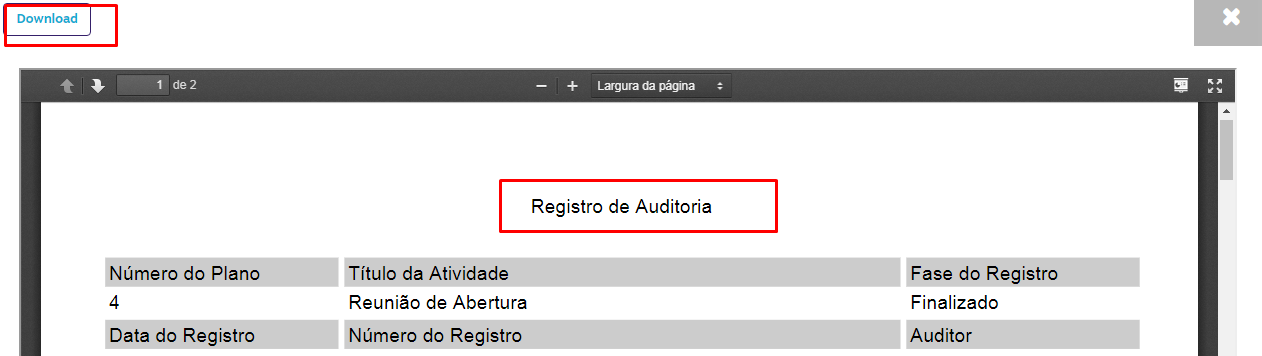 Download
1 de 2
Largura da página
Registro de Auditoria
Número do Plano Título da Atividade Fase do Registro
4 Reunião de Abertura Finalizado
Data do Registro Número do Registro Auditor